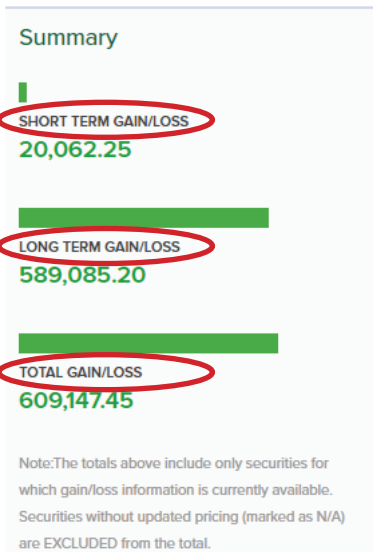 Summary
SHORT TERM GAIN/LOSS
20,062.25
LONG TERM GAIN/LOSS
589,085.20
TOTAL GAIN/LOSS
609,147.45
Note:The totals above include only securities for
which gain/loss information is currently available.
Securities without updated pricing (marked as N/A)
are EXCLUDED from the total.